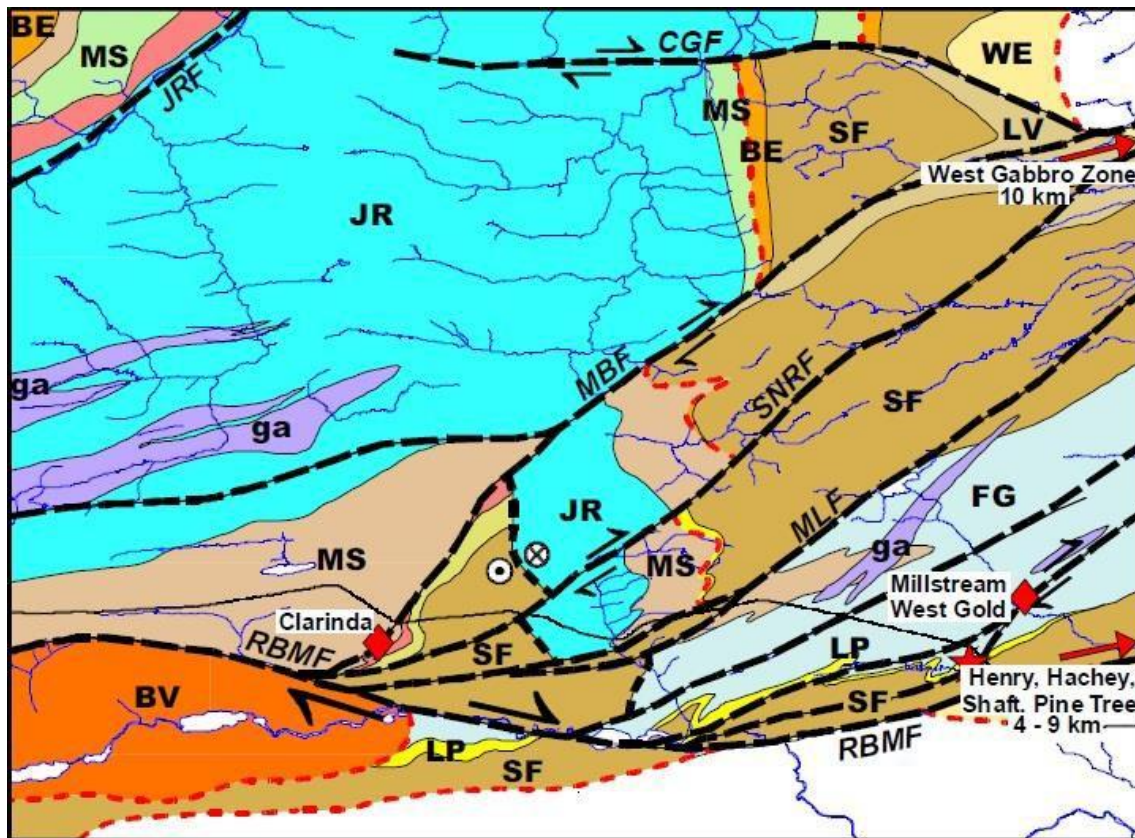 BE
MS
JRF
CGF
WE
MS
SF
LV
BE
West Gabbro Zone
10 km
JR
MBF
SNRF
SF
ga
ga
MLF
FG
JR
ga
MS
MS
Millstream
West Gold
Clarinda
RBMF
SF
LP
BV
SF
Henry, Hachey,
Shaft. Pine Tree
4 - 9 km
RBMF
LP
SF